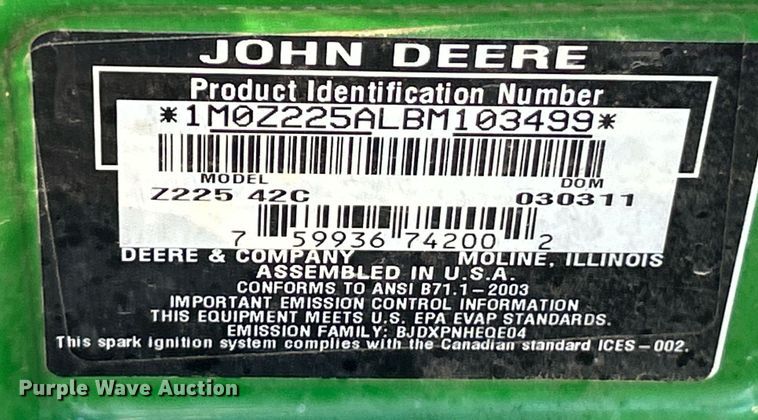 JOHN DEERE
Product Identification Number
*1M0Z225ALBM103499*
MODEL DOM
Z225 42C 030311
7 59936 74200 2
DEERE & COMPANY MOLINE, ILLINOIS
ASSEMBLED IN U.S.A.
CONFORMS TO ANSI B71.1-2003
IMPORTANT EMISSION CONTROL INFORMATION
THIS EQUIPMENT MEETS U.S. EPA EVAP STANDARDS.
EMISSION FAMILY: BJDXPNHEQE04
This spark ignition system complies with the Canadian standard ICES-002.
Purple Wave Auction